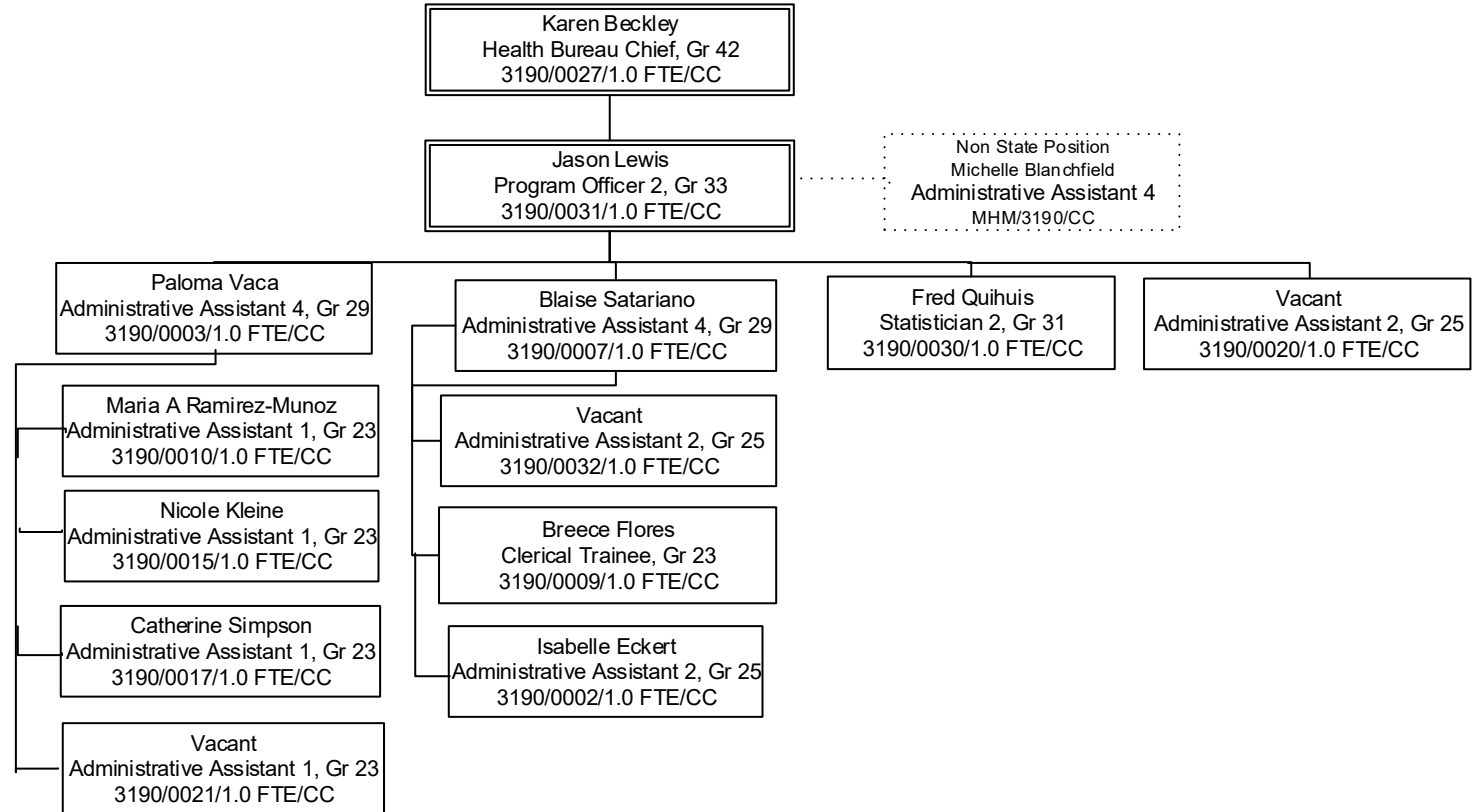 Karen Beckley
Health Bureau Chief, Gr 42
3190/0027/1.0 FTE/CC
Jason Lewis
Program Officer 2, Gr 33
3190/0031/1.0 FTE/CC
Non State Position
Michelle Blanchfield
Administrative Assistant 4
MHM/3190/CC
Paloma Vaca
Administrative Assistant 4, Gr 29
3190/0003/1.0 FTE/CC
Blaise Satariano
Administrative Assistant 4, Gr 29
3190/0007/1.0 FTE/CC
Fred Quihuis
Statistician 2, Gr 31
3190/0030/1.0 FTE/CC
Vacant
Administrative Assistant 2, Gr 25
3190/0020/1.0 FTE/CC
Maria A Ramirez-Munoz
Administrative Assistant 1, Gr 23
3190/0010/1.0 FTE/CC
Nicole Kleine
Administrative Assistant 1, Gr 23
3190/0015/1.0 FTE/CC
Catherine Simpson
Administrative Assistant 1, Gr 23
3190/0017/1.0 FTE/CC
Vacant
Administrative Assistant 1, Gr 23
3190/0021/1.0 FTE/CC
Vacant
Administrative Assistant 2, Gr 25
3190/0032/1.0 FTE/CC
Breece Flores
Clerical Trainee, Gr 23
3190/0009/1.0 FTE/CC
Isabelle Eckert
Administrative Assistant 2, Gr 25
3190/0002/1.0 FTE/CC